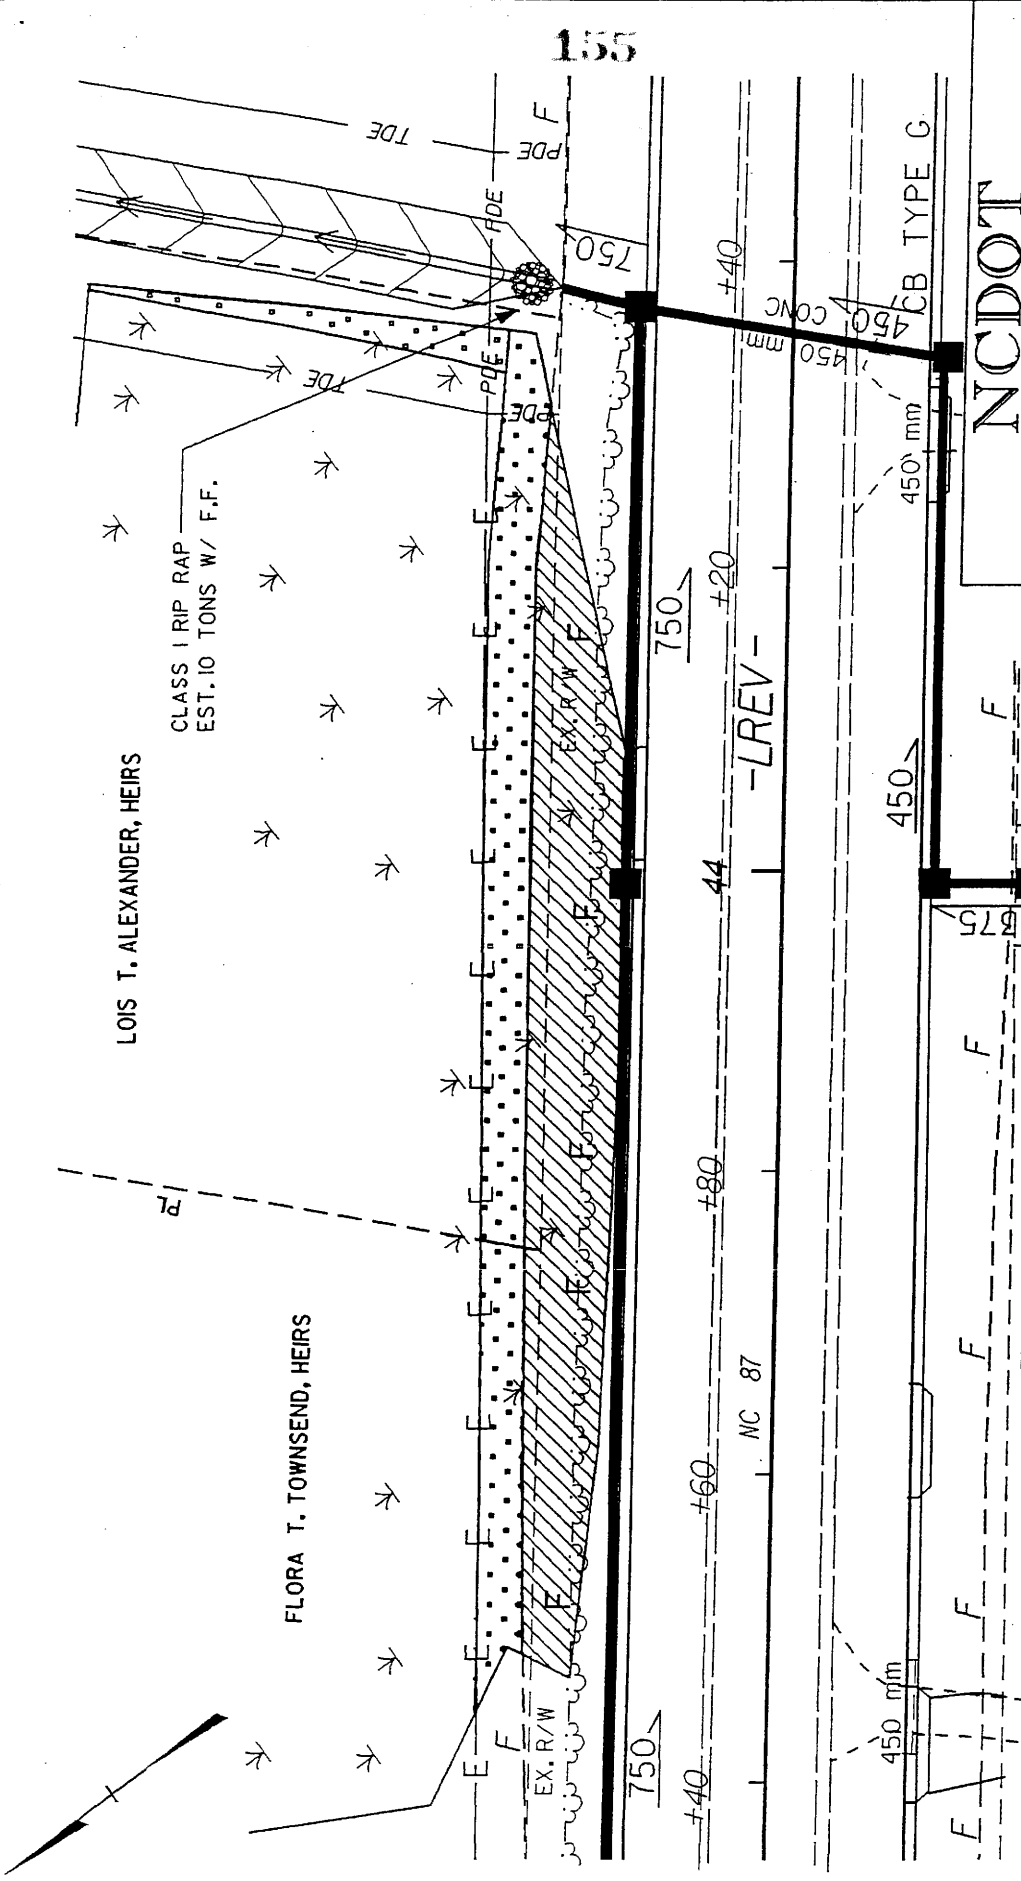 155
TDE
PDE
F
PDE
750
+40
CONC
450
CB TYPE G
NCDOT
mm
450
TDE
PDE
PDE
450 mm
CLASS I RIP RAP
EST. 10 TONS W/ F.F.
E
E
E
E
E
E
E
E
E
E
E
E
EX. R/W
F
F
F
F
F
750
+20
-LREV-
F
450
44
375
LOIS T. ALEXANDER, HEIRS
F
PL
+80
FLORA T. TOWNSEND, HEIRS
F
NC 87
+60
F
450 mm
F
EX. R/W
750
+40
F